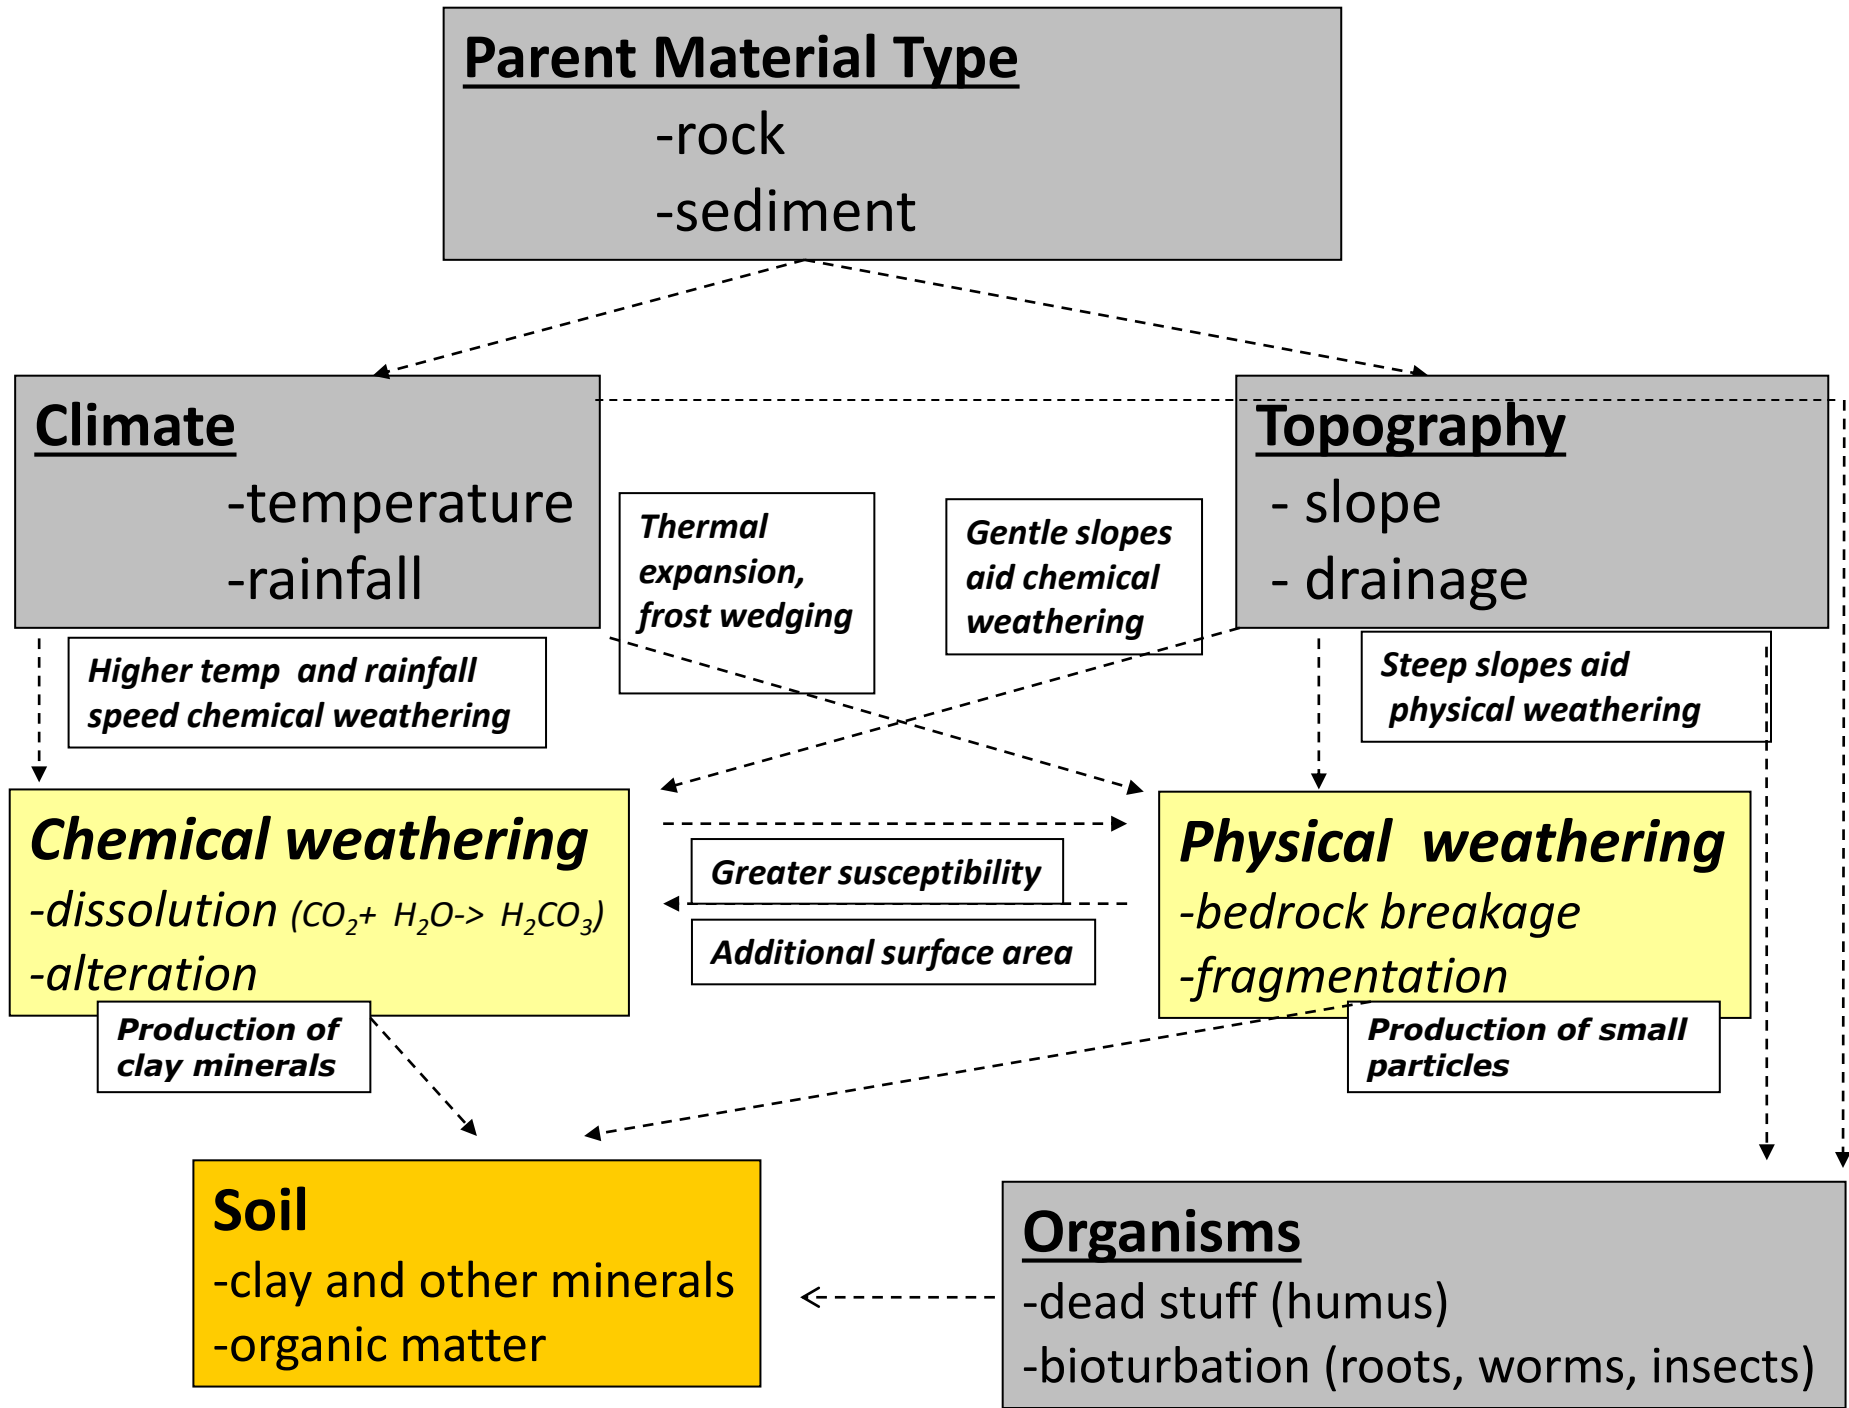 Parent Material Type
-rock
-sediment
Climate
-temperature
-rainfall
Topography
- slope
- drainage
Thermal
expansion,
frost wedging
Gentle slopes
aid chemical
weathering
Higher temp and rainfall
speed chemical weathering
Steep slopes aid
physical weathering
Chemical weathering
-dissolution (CO₂+ H₂O-> H₂CO₃)
-alteration
Greater susceptibility
Additional surface area
Physical weathering
-bedrock breakage
-fragmentation
Production of
clay minerals
Production of small
particles
Soil
-clay and other minerals
-organic matter
Organisms
-dead stuff (humus)
-bioturbation (roots, worms, insects)